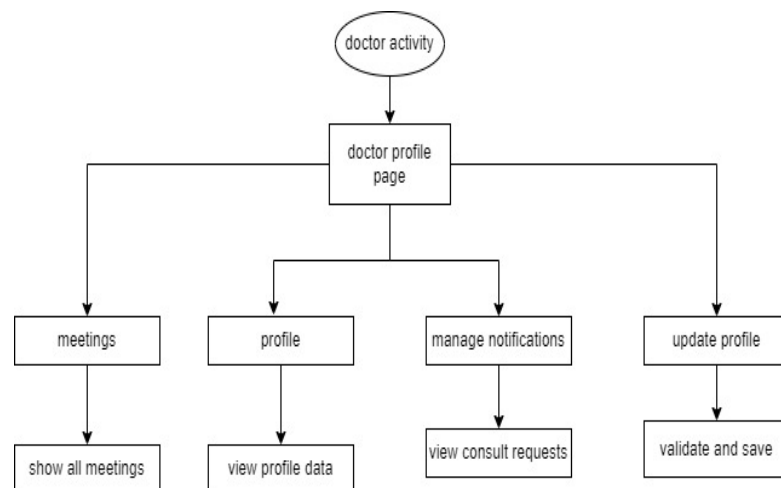 doctor activity
doctor profile
page
meetings
profile
manage notifications
update profile
show all meetings
view profile data
view consult requests
validate and save